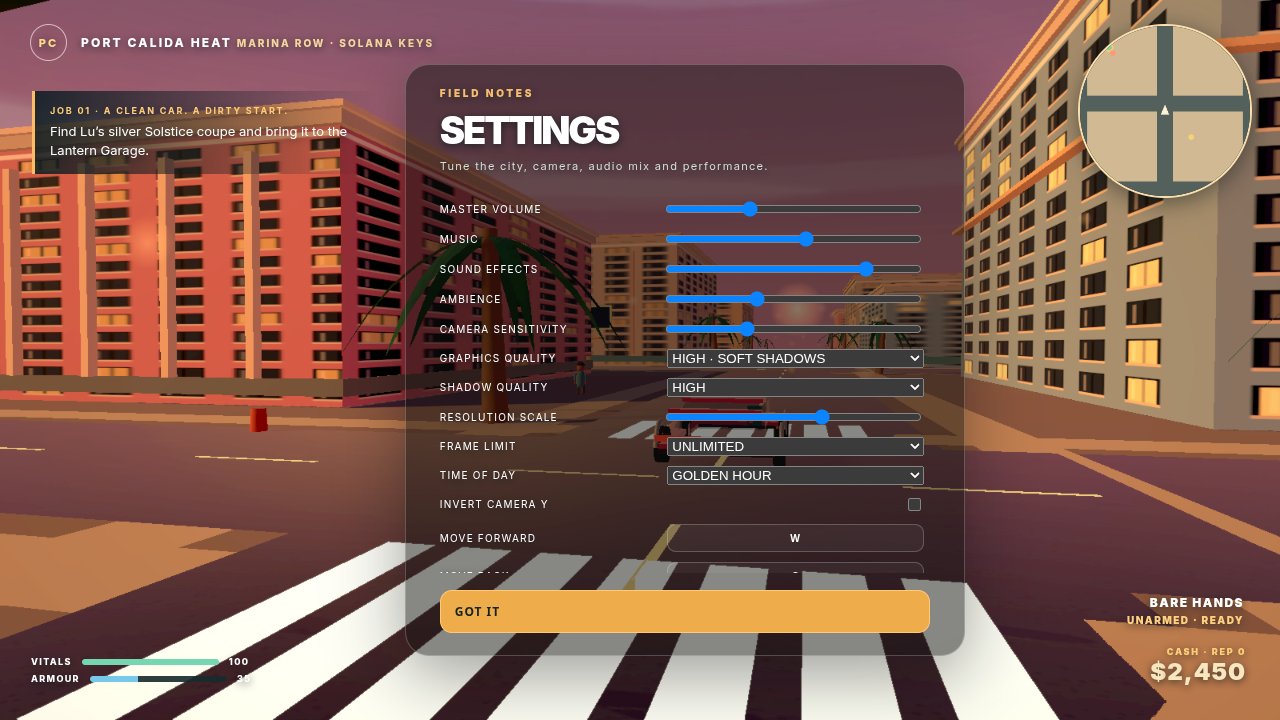 PC
PORT CALIDA HEAT MARINA ROW · SOLANA KEYS
JOB 01 · A CLEAN CAR. A DIRTY START.
Find Lu's silver Solstice coupe and bring it to the
Lantern Garage.
FIELD NOTES
SETTINGS
Tune the city, camera, audio mix and performance.
MASTER VOLUME
MUSIC
SOUND EFFECTS
AMBIENCE
CAMERA SENSITIVITY
GRAPHICS QUALITY HIGH · SOFT SHADOWS
SHADOW QUALITY HIGH
RESOLUTION SCALE
FRAME LIMIT UNLIMITED
TIME OF DAY GOLDEN HOUR
INVERT CAMERA Y
MOVE FORWARD W
GOT IT
VITALS 100
ARMOUR
BARE HANDS
UNARMED · READY
CASH · REP 0
$2,450